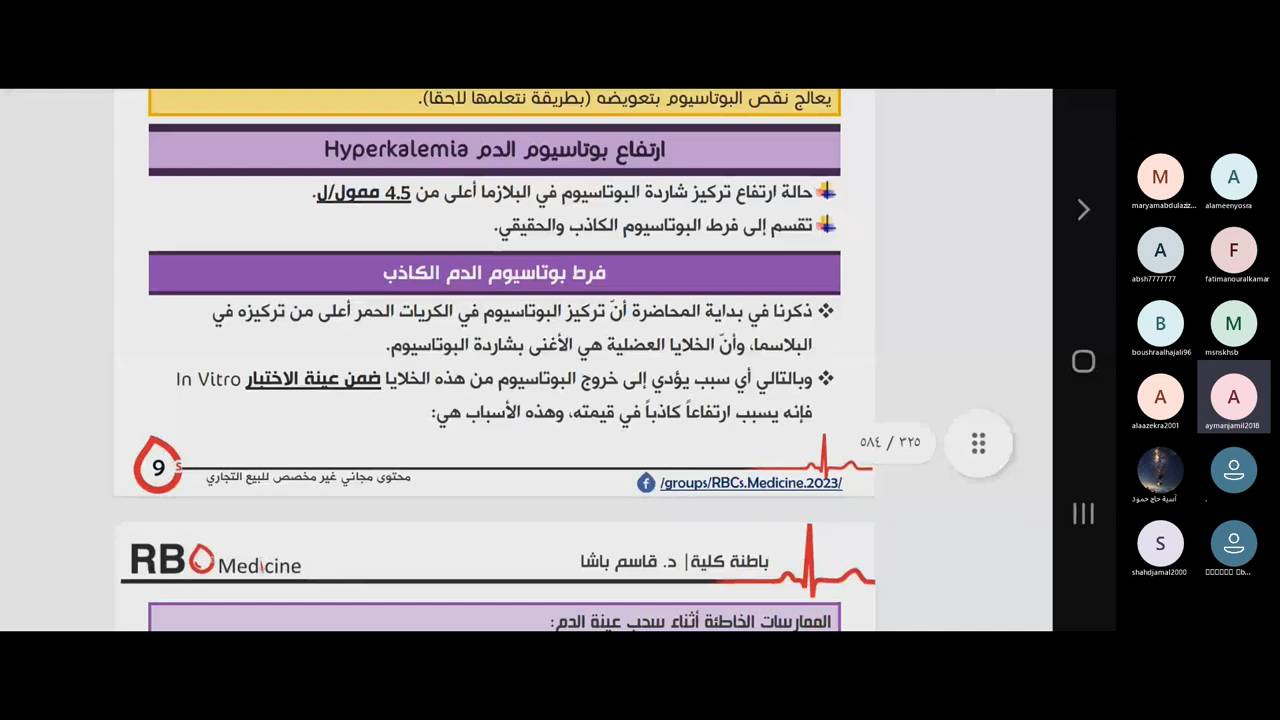 يعالج نقص البوتاسيوم بتعويضه (بطريقة نتعلمها لاحقا).
ارتفاع بوتاسيوم الدم Hyperkalemia
حالة ارتفاع تركيز شاردة البوتاسيوم في البلازما أعلى من 4.5 ممول/ل.
تقسم إلى فرط البوتاسيوم الكاذب والحقيقي.
فرط بوتاسيوم الدم الكاذب
ذكرنا في بداية المحاضرة أنّ تركيز البوتاسيوم في الكريات الحمر أعلى من تركيزه في
البلاسما، وأنّ الخلايا العضلية هي الأغنى بشاردة البوتاسيوم.
وبالتالي أي سبب يؤدي إلى خروج البوتاسيوم من هذه الخلايا ضمن عينة الاختبار In Vitro
فإنه يسبب ارتفاعاً كاذباً في قيمته، وهذه الأسباب هي:
٣٢٥ / ٥٨٤
9 S
محتوى مجاني غير مخصص للبيع التجاري
/groups/RBCs.Medicine.2023/
RB Medicine
باطنة كلية| د. قاسم باشا
الممارسات الخاطئة أثناء سحب عينة الدم:
M
maryamabdulaziz...
A
alameenyosra
A
absh7777777
F
fatimanouralkamar
B
boushraalhajali96
M
msnskhsb
A
alaazekra2001
A
aymanjamil2018
آسية حاج حمود
.
S
shahdjamal2000
b...